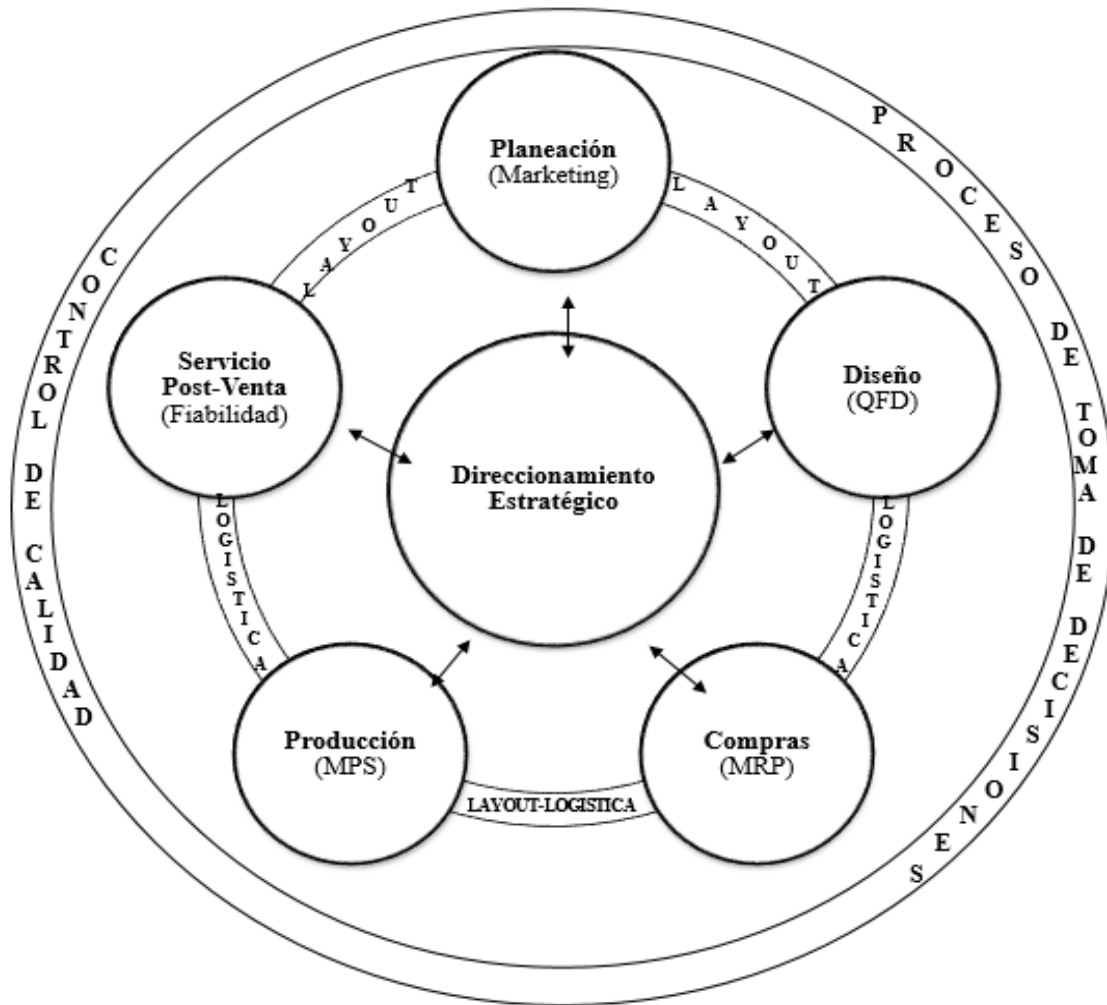 Planeación
(Marketing)
LAYOUT
LAYOUT
PROCESO DE TOMA DE DECISIONES
CONTROL DE CALIDAD
Servicio
Post-Venta
(Fiabilidad)
Diseño
(QFD)
Direccionamiento
Estratégico
LOGISTICA
LOGISTICA
Producción
(MPS)
Compras
(MRP)
LAYOUT-LOGISTICA